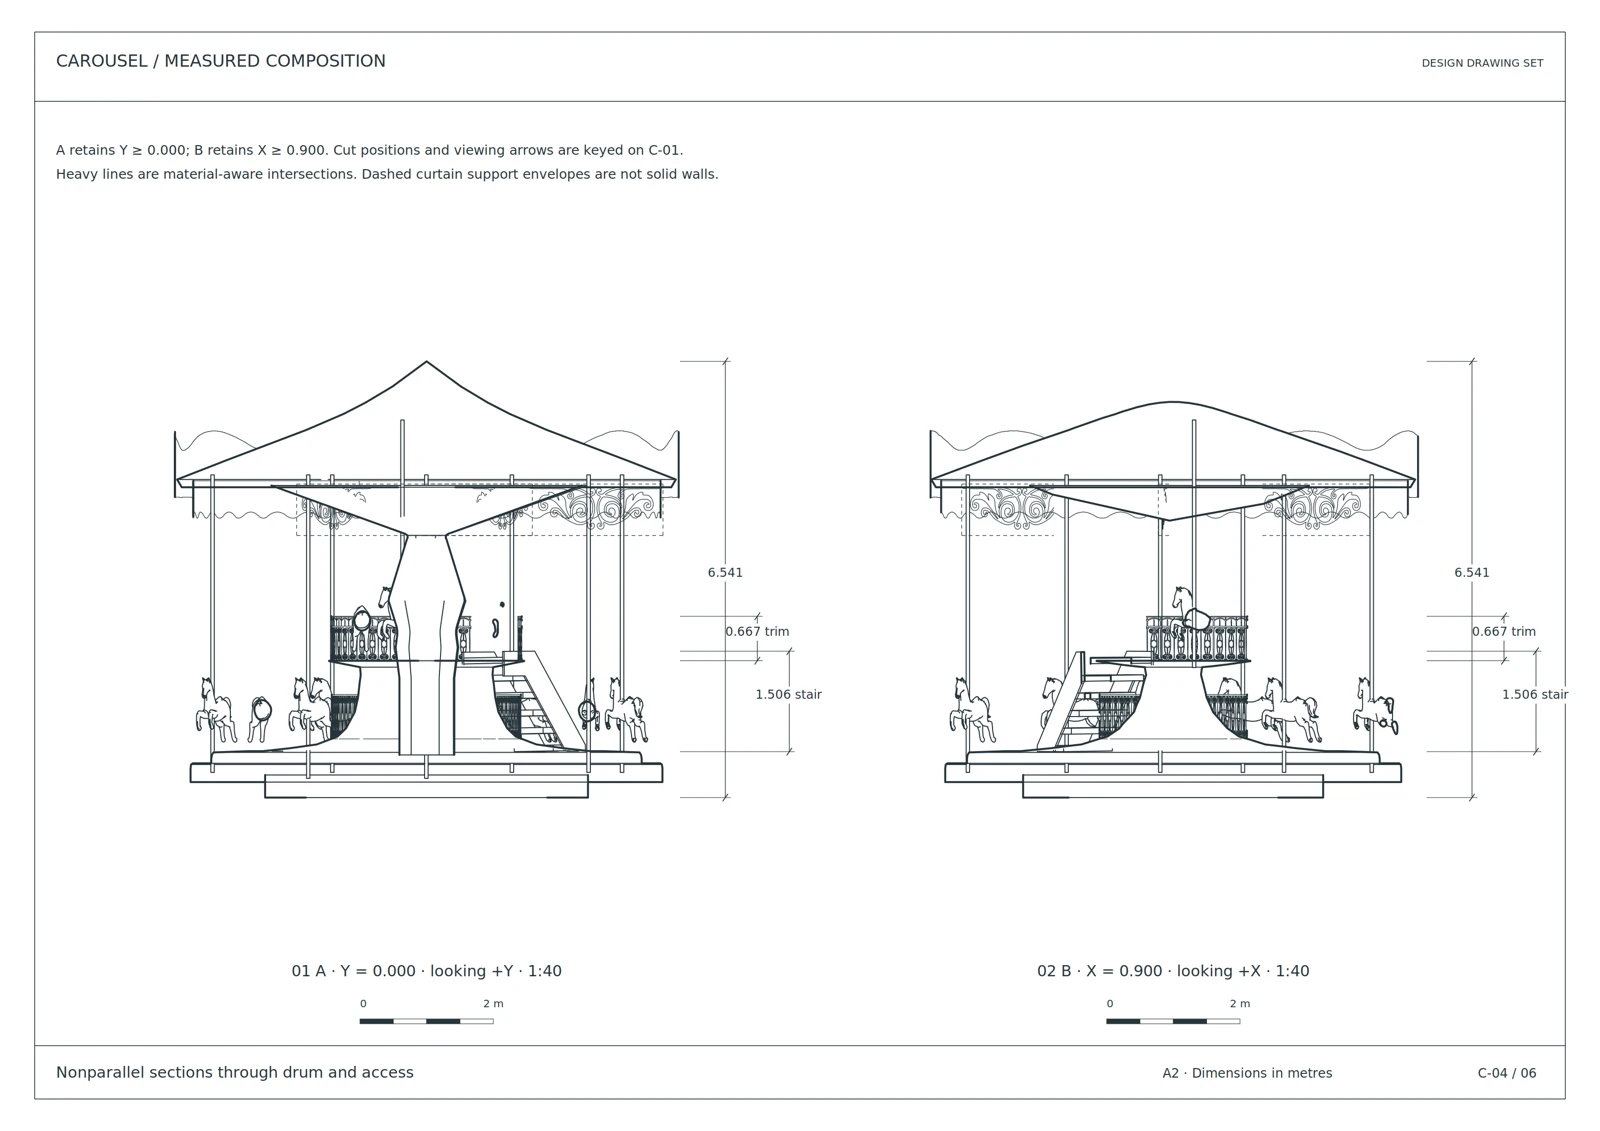 CAROUSEL / MEASURED COMPOSITION
DESIGN DRAWING SET
A retains Y ≥ 0.000; B retains X ≥ 0.900. Cut positions and viewing arrows are keyed on C-01.
Heavy lines are material-aware intersections. Dashed curtain support envelopes are not solid walls.
6.541
0.667 trim
1.506 stair
6.541
0.667 trim
1.506 stair
01 A · Y = 0.000 · looking +Y · 1:40
0 2 m
02 B · X = 0.900 · looking +X · 1:40
0 2 m
Nonparallel sections through drum and access
A2 · Dimensions in metres
C-04 / 06